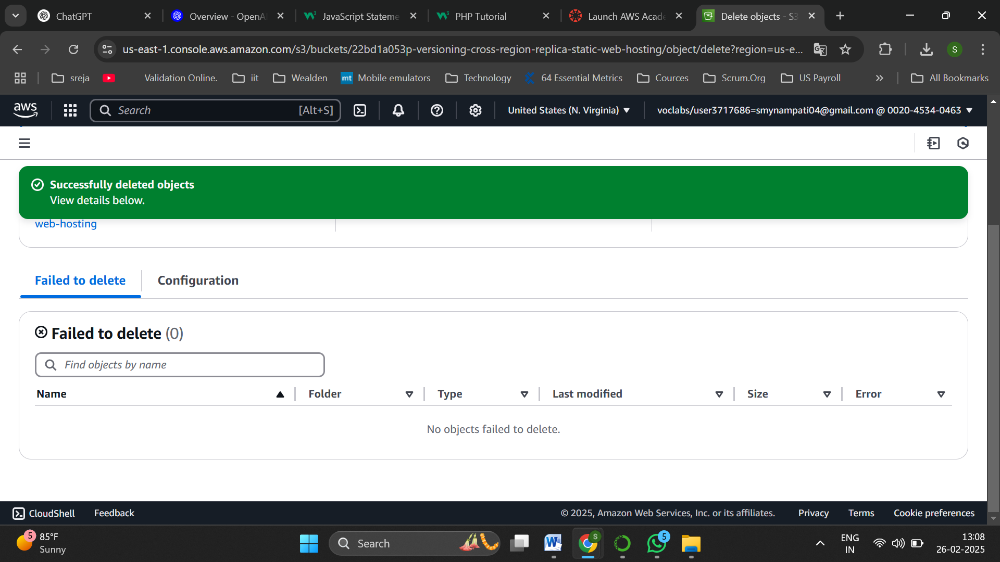 ChatGPT
Overview - OpenA
JavaScript Stateme
PHP Tutorial
Launch AWS Acade
Delete objects - S3
us-east-1.console.aws.amazon.com/s3/buckets/22bd1a053p-versioning-cross-region-replica-static-web-hosting/object/delete?region=us-e...
S
sreja
Validation Online.
iit
Wealden
mt
Mobile emulators
Technology
64 Essential Metrics
Cources
Scrum.Org
US Payroll
All Bookmarks
aws
Search
[Alt+S]
United States (N. Virginia)
voclabs/user3717686=smynampati04@gmail.com @ 0020-4534-0463
Successfully deleted objects
View details below.
web-hosting
Failed to delete
Configuration
Failed to delete (0)
Find objects by name
Name
Folder
Type
Last modified
Size
Error
No objects failed to delete.
CloudShell
Feedback
© 2025, Amazon Web Services, Inc. or its affiliates.
Privacy
Terms
Cookie preferences
5
85°F
Sunny
Search
W
S
5
ENG
IN
13:08
26-02-2025